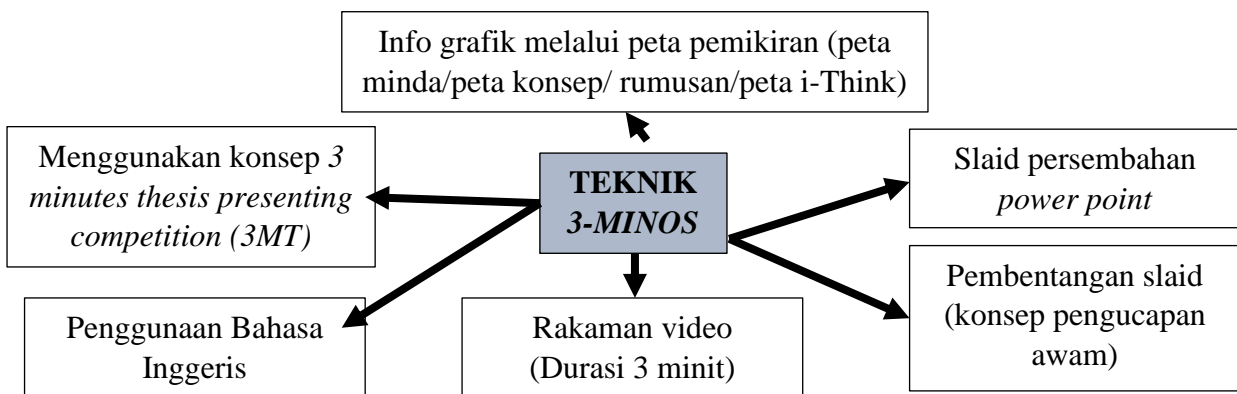 Info grafik melalui peta pemikiran (peta
minda/peta konsep/ rumusan/peta i-Think)
Menggunakan konsep 3
minutes thesis presenting
competition (3MT)
TEKNIK
3-MINOS
Slaid persembahan
power point
Penggunaan Bahasa
Inggeris
Rakaman video
(Durasi 3 minit)
Pembentangan slaid
(konsep pengucapan
awam)